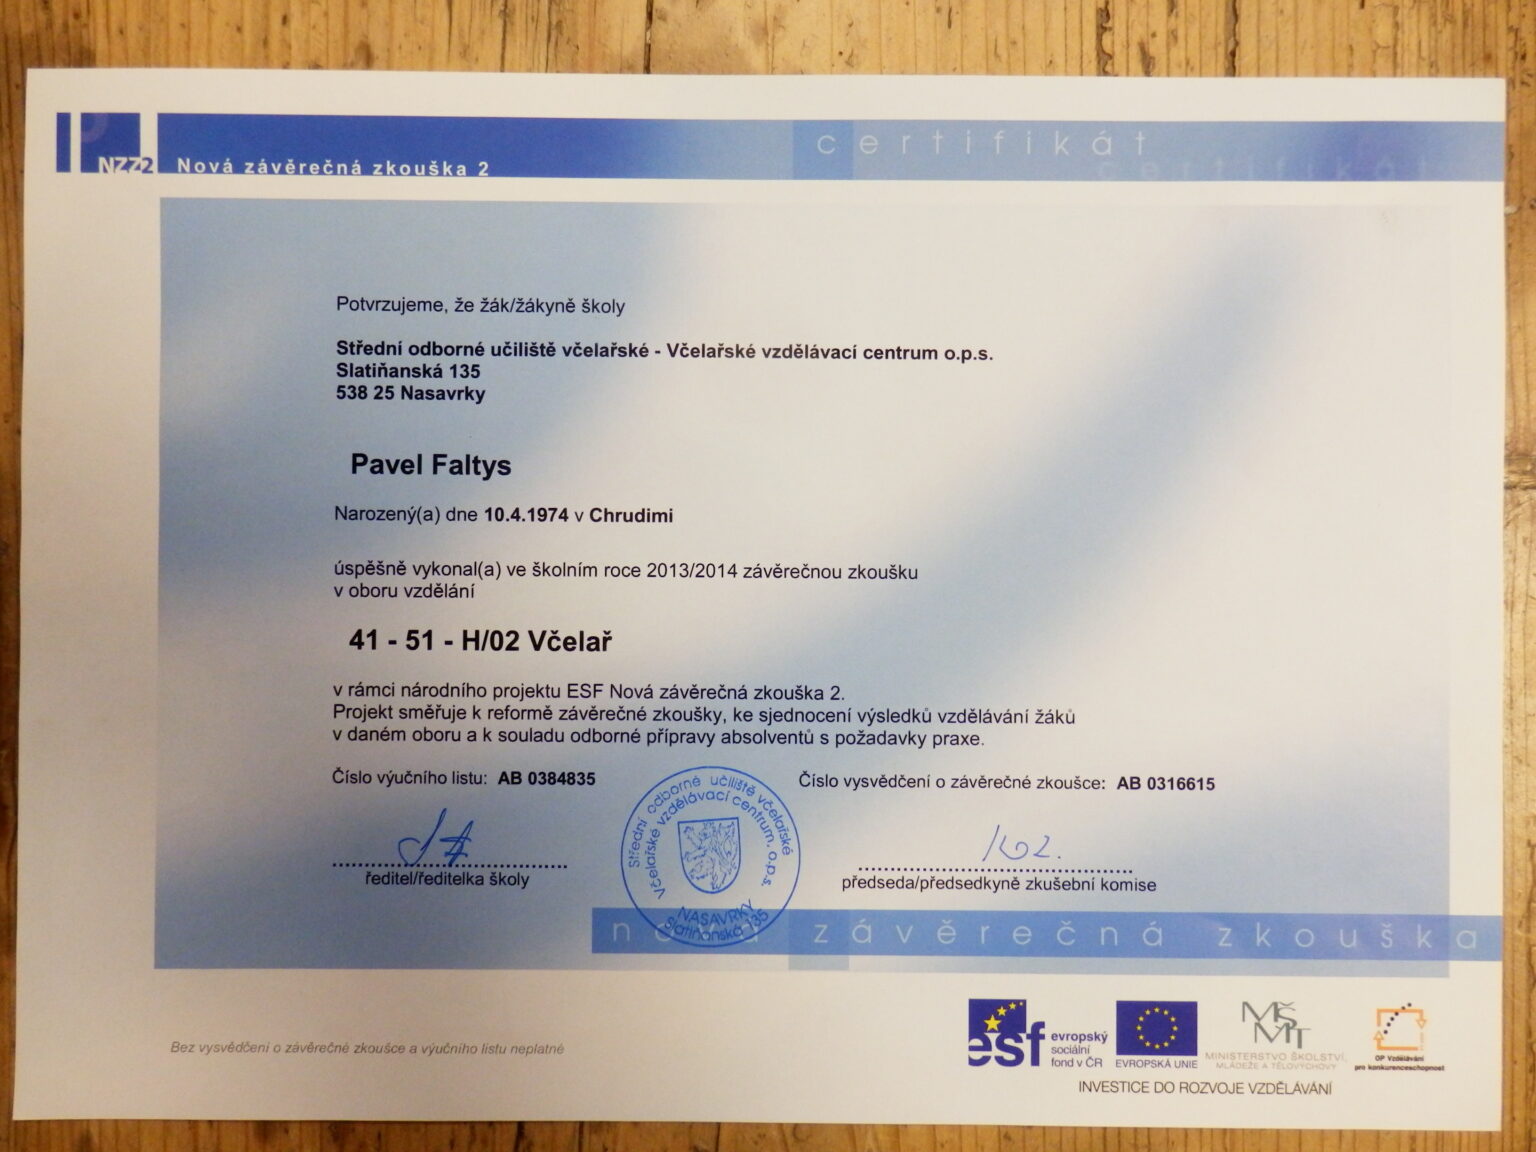 NZZ2 Nová závěrečná zkouška 2
certifikát
certifikát
Potvrzujeme, že žák/žákyně školy
Střední odborné učiliště včelařské - Včelařské vzdělávací centrum o.p.s.
Slatiňanská 135
538 25 Nasavrky
Pavel Faltys
Narozený(a) dne 10.4.1974 v Chrudimi
úspěšně vykonal(a) ve školním roce 2013/2014 závěrečnou zkoušku
v oboru vzdělání
41 - 51 - H/02 Včelař
v rámci národního projektu ESF Nová závěrečná zkouška 2.
Projekt směřuje k reformě závěrečné zkoušky, ke sjednocení výsledků vzdělávání žáků
v daném oboru a k souladu odborné přípravy absolventů s požadavky praxe.
Číslo výučního listu: AB 0384835
Číslo vysvědčení o závěrečné zkoušce: AB 0316615
Střední odborné učiliště včelařské
Včelařské vzdělávací centrum, o.p.s.
NASAVRKY
Slatiňanská 135
ředitel/ředitelka školy
předseda/předsedkyně zkušební komise
nová závěrečná zkouška
Bez vysvědčení o závěrečné zkoušce a výučního listu neplatné
esf evropský
sociální
fond v ČR
EVROPSKÁ UNIE
MŠMT
MINISTERSTVO ŠKOLSTVÍ,
MLÁDEŽE A TĚLOVÝCHOVY
OP Vzdělávání
pro konkurenceschopnost
INVESTICE DO ROZVOJE VZDĚLÁVÁNÍ